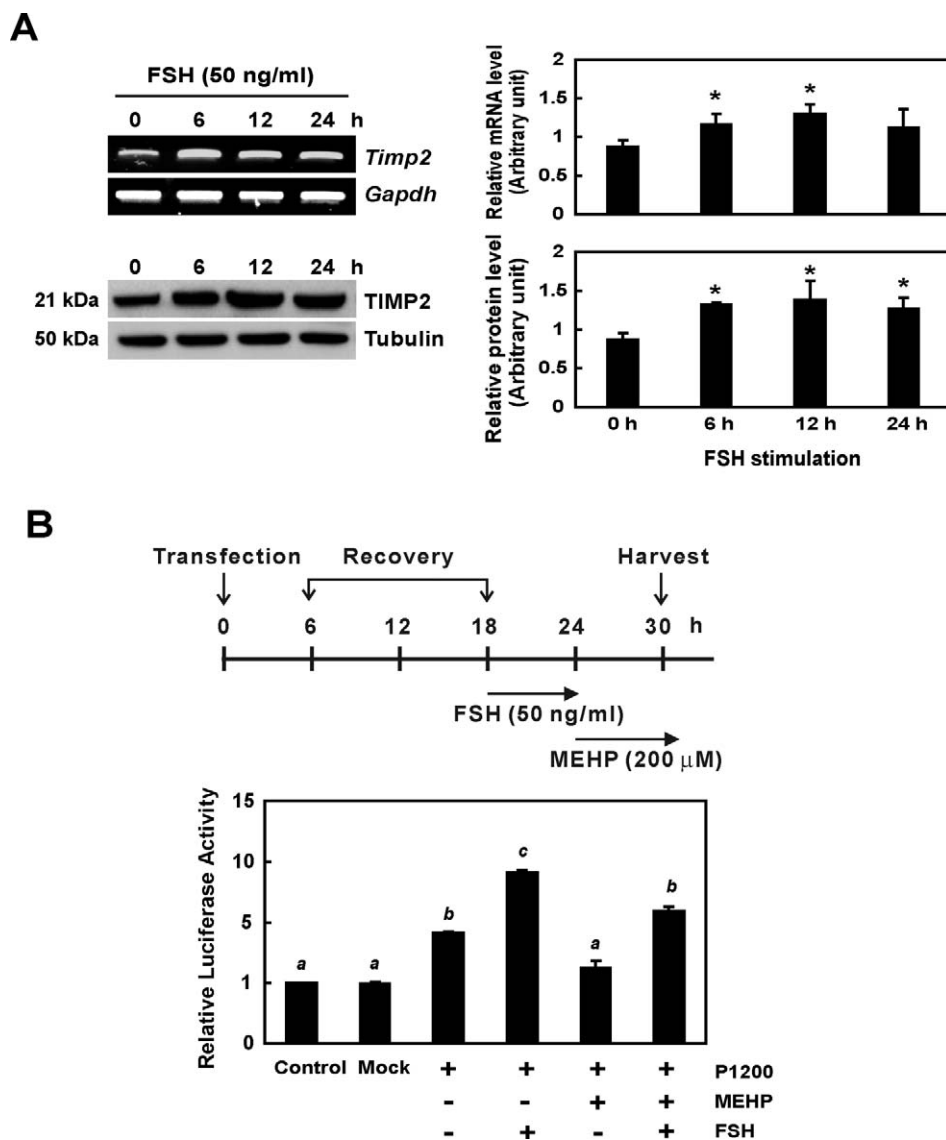 A
FSH (50 ng/ml)
0 6 12 24 h
Timp2
Gapdh
0 6 12 24 h
21 kDa TIMP2
50 kDa Tubulin
Relative mRNA level
(Arbitrary unit)
2
1.5
1
0.5
0
* *
Relative protein level
(Arbitrary unit)
2
1.5
1
0.5
0
* * *
0 h 6 h 12 h 24 h
FSH stimulation
B
Transfection Recovery Harvest
0 6 12 18 24 30 h
FSH (50 ng/ml)
MEHP (200 μM)
Relative Luciferase Activity
15
10
5
1
0
a a b c a b
Control Mock + + + + P1200
- - + + MEHP
- + - + FSH